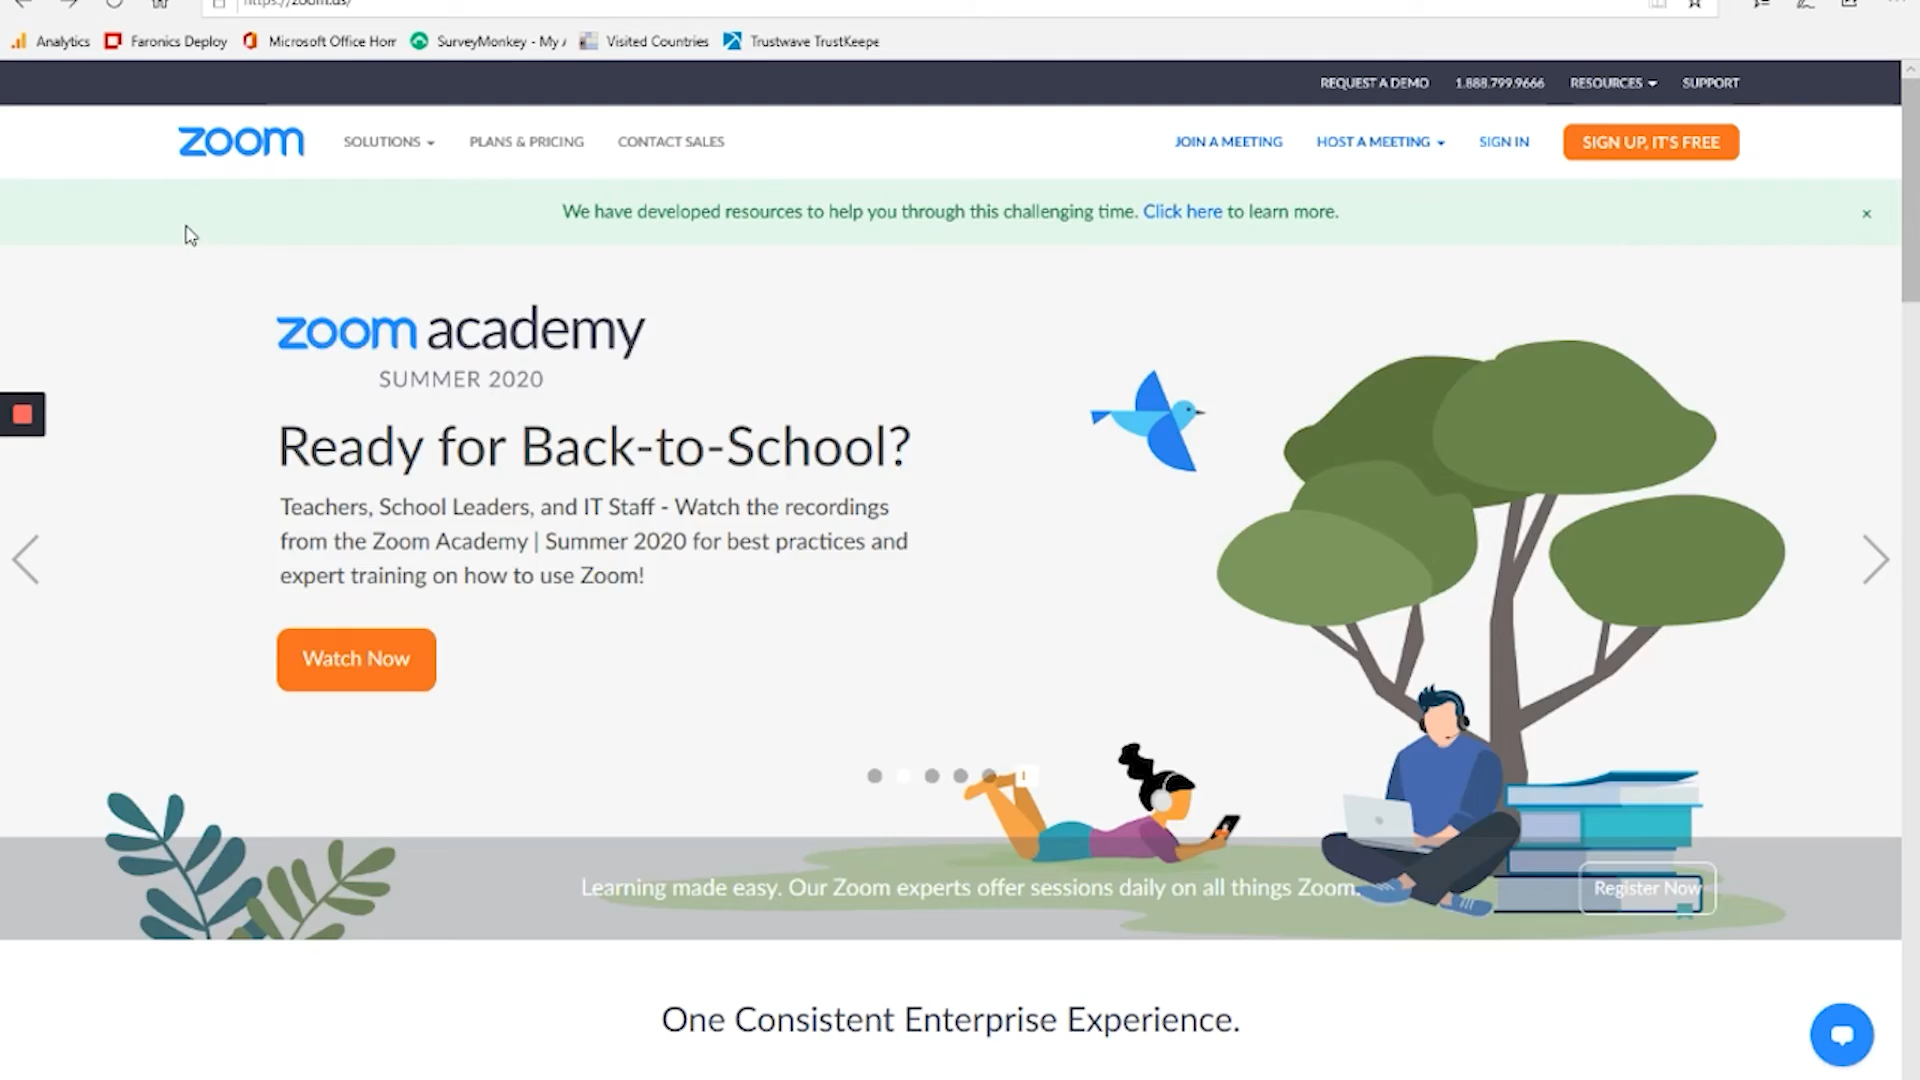 https://zoom.us/
Analytics Faronics Deploy Microsoft Office Hom SurveyMonkey - My A Visited Countries Trustwave TrustKeepe
REQUEST A DEMO 1.888.799.9666 RESOURCES SUPPORT
zoom SOLUTIONS PLANS & PRICING CONTACT SALES JOIN A MEETING HOST A MEETING SIGN IN SIGN UP, IT'S FREE
We have developed resources to help you through this challenging time. Click here to learn more. ×
zoom academy
SUMMER 2020
Ready for Back-to-School?
Teachers, School Leaders, and IT Staff - Watch the recordings
from the Zoom Academy | Summer 2020 for best practices and
expert training on how to use Zoom!
Watch Now
Learning made easy. Our Zoom experts offer sessions daily on all things Zoom. Register Now
One Consistent Enterprise Experience.